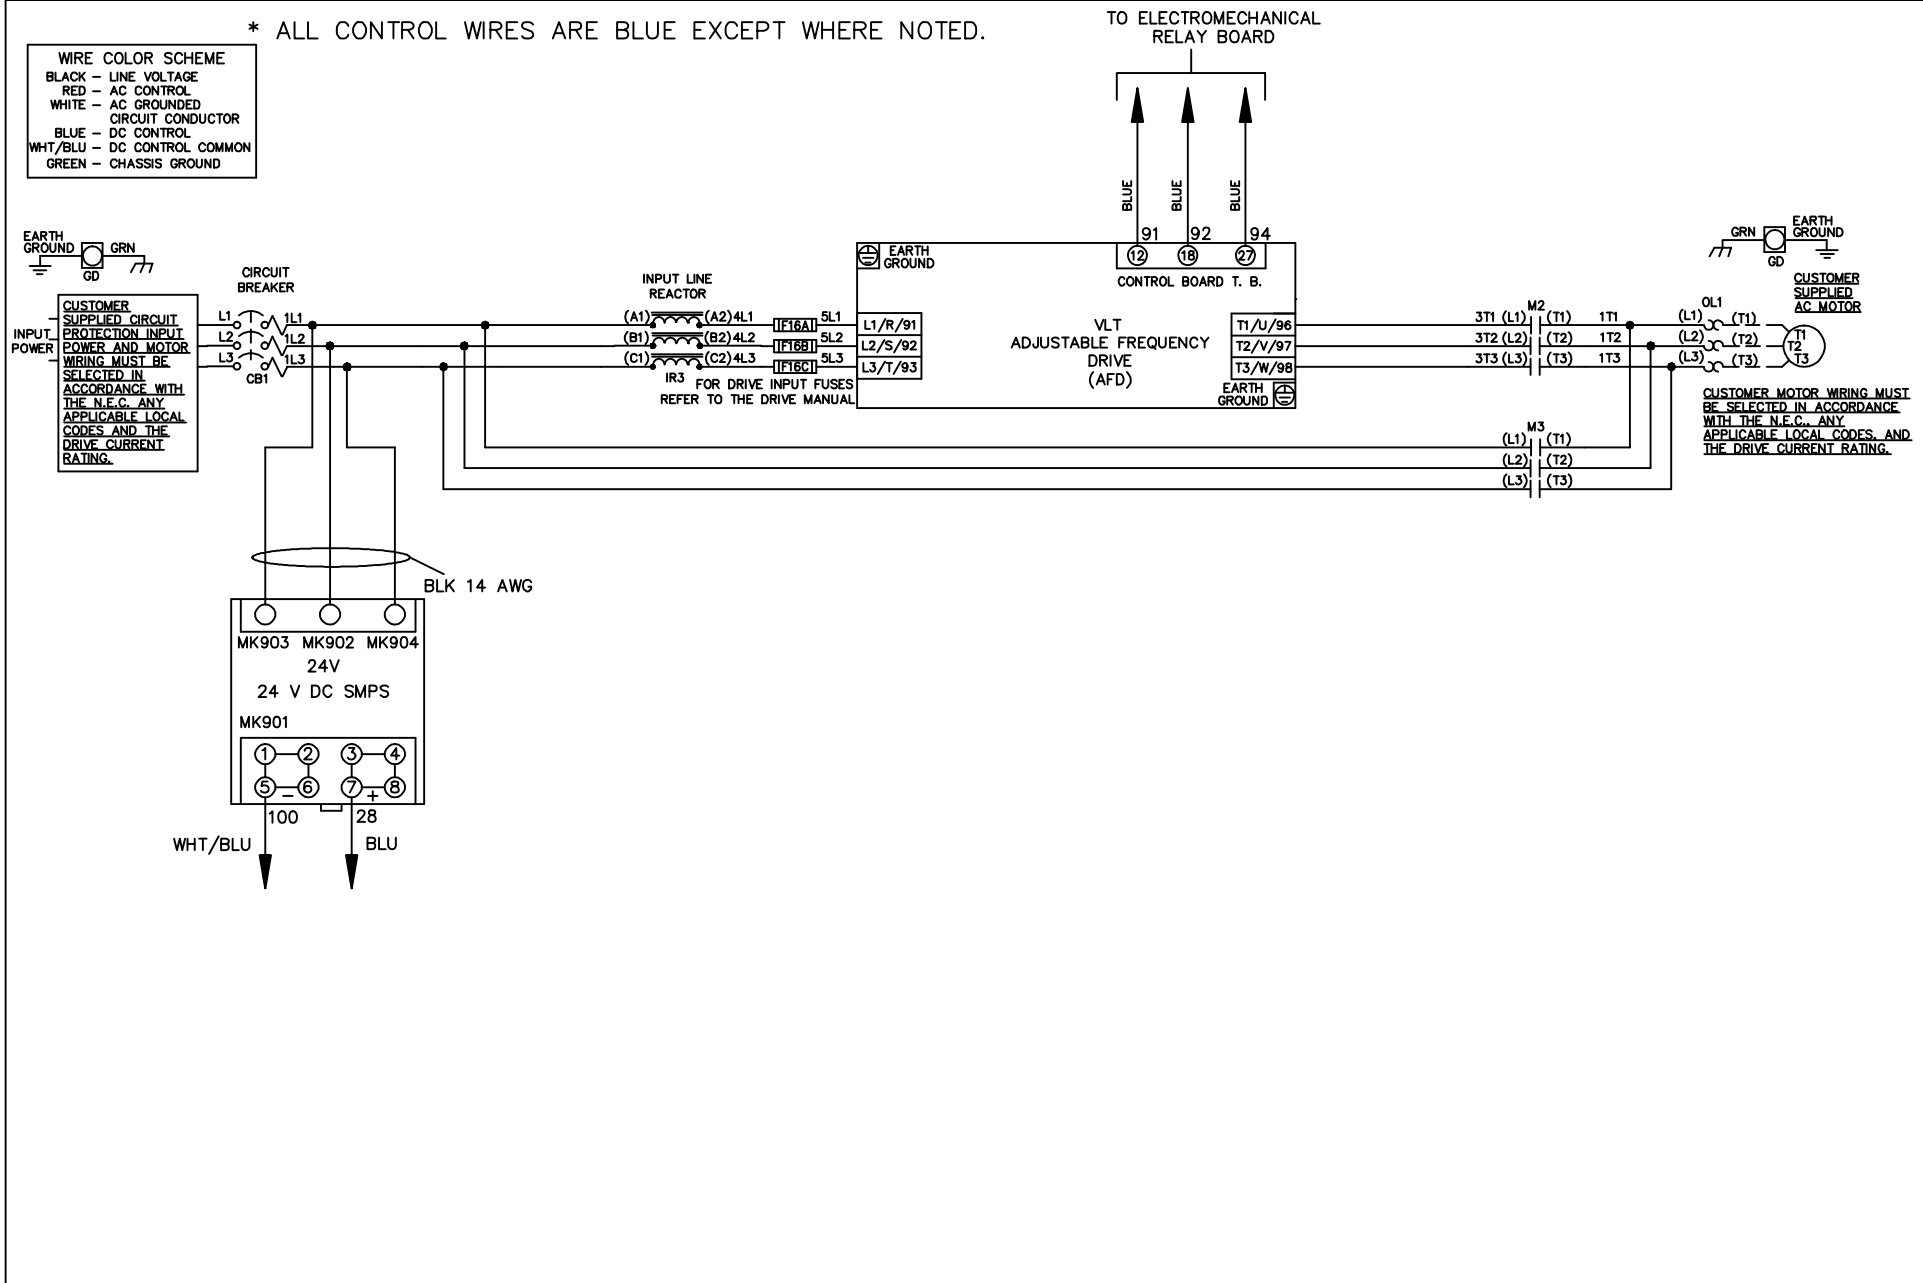 * ALL CONTROL WIRES ARE BLUE EXCEPT WHERE NOTED.
WIRE COLOR SCHEME
BLACK – LINE VOLTAGE
RED – AC CONTROL
WHITE – AC GROUNDED
CIRCUIT CONDUCTOR
BLUE – DC CONTROL
WHT/BLU – DC CONTROL COMMON
GREEN – CHASSIS GROUND
TO ELECTROMECHANICAL
RELAY BOARD
BLUE
BLUE
BLUE
91
92
94
12
18
27
CONTROL BOARD T. B.
EARTH
GROUND
GRN
GD
INPUT
POWER
CUSTOMER
SUPPLIED CIRCUIT
PROTECTION INPUT
POWER AND MOTOR
WIRING MUST BE
SELECTED IN
ACCORDANCE WITH
THE N.E.C. ANY
APPLICABLE LOCAL
CODES AND THE
DRIVE CURRENT
RATING.
CIRCUIT
BREAKER
L1
1L1
L2
1L2
L3
1L3
CB1
INPUT LINE
REACTOR
(A1)
(A2) 4L1
F16A
5L1
(B1)
(B2) 4L2
F16B
5L2
(C1)
(C2) 4L3
F16C
5L3
IR3
FOR DRIVE INPUT FUSES
REFER TO THE DRIVE MANUAL
EARTH
GROUND
L1/R/91
L2/S/92
L3/T/93
VLT
ADJUSTABLE FREQUENCY
DRIVE
(AFD)
T1/U/96
T2/V/97
T3/W/98
EARTH
GROUND
M2
3T1 (L1) (T1) 1T1
3T2 (L2) (T2) 1T2
3T3 (L3) (T3) 1T3
M3
(L1) (T1)
(L2) (T2)
(L3) (T3)
OL1
(L1) (T1)
(L2) (T2)
(L3) (T3)
T1
T2
T3
GRN
GD
EARTH
GROUND
CUSTOMER
SUPPLIED
AC MOTOR
CUSTOMER MOTOR WIRING MUST
BE SELECTED IN ACCORDANCE
WITH THE N.E.C., ANY
APPLICABLE LOCAL CODES, AND
THE DRIVE CURRENT RATING.
BLK 14 AWG
MK903 MK902 MK904
24V
24 V DC SMPS
MK901
1 2 3 4
5 6 7 8
– +
100
28
WHT/BLU
BLU